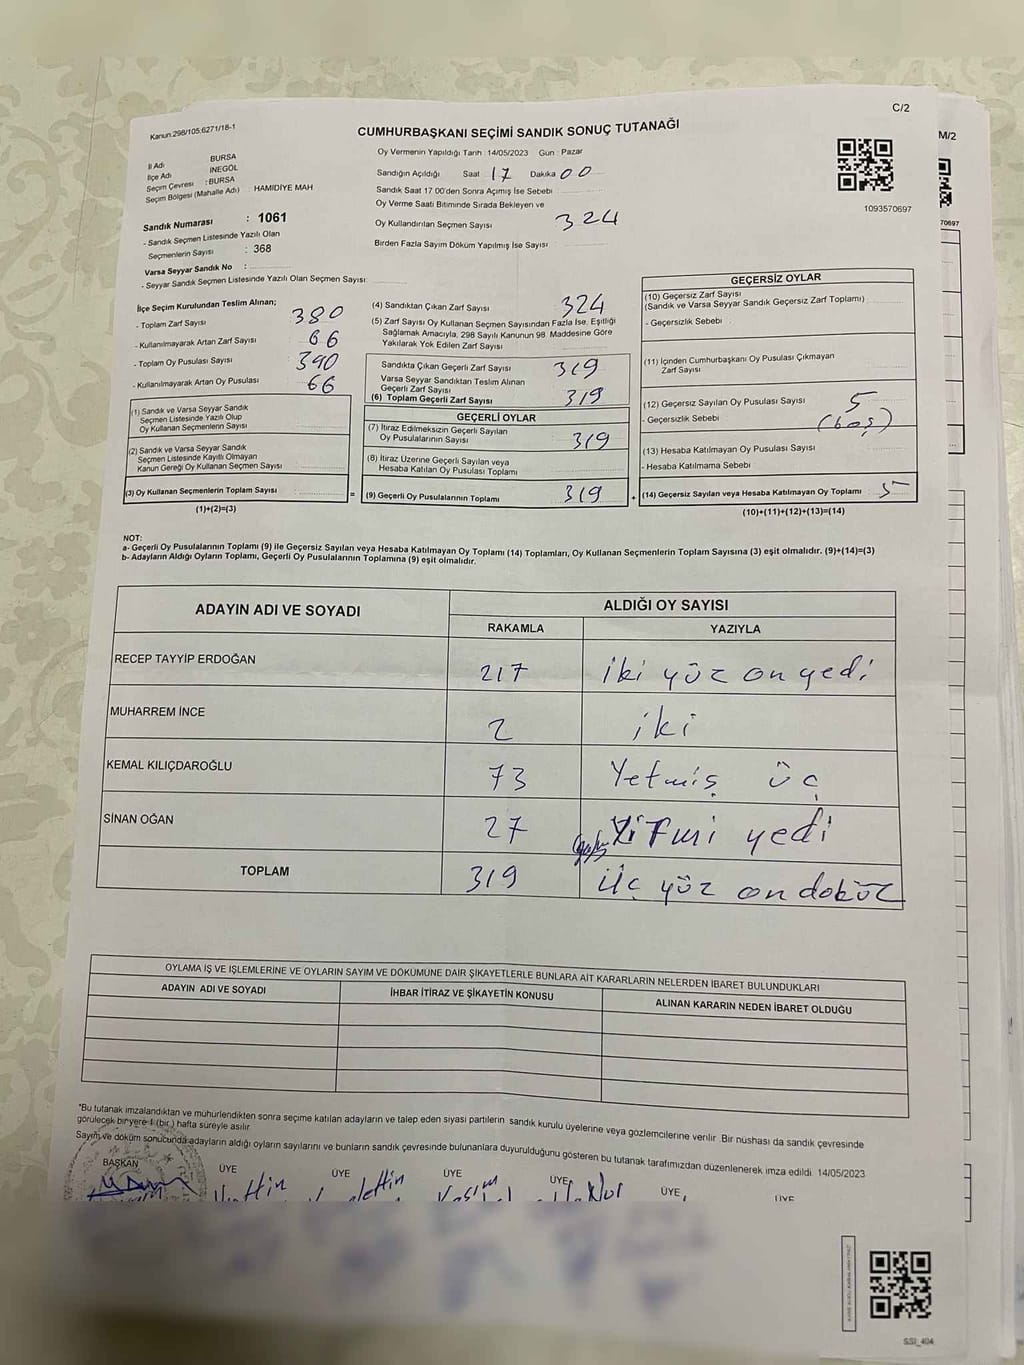 C/2
Kanun.298/105,6271/18-1
CUMHURBAŞKANI SEÇİMİ SANDIK SONUÇ TUTANAĞI
İl Adı BURSA
İlçe Adı İNEGÖL
Seçim Çevresi : BURSA
Seçim Bölgesi (Mahalle Adı) . HAMİDİYE MAH
Oy Vermenin Yapıldığı Tarih : 14/05/2023 Gün : Pazar
Sandığın Açıldığı Saat 17 Dakika 00
Sandık Saat 17 00'den Sonra Açımış İse Sebebi
Oy Verme Saati Bitiminde Sırada Bekleyen ve
Oy Kullandırılan Seçmen Sayısı 324
Birden Fazla Sayım Döküm Yapılmış İse Sayısı
1093570697
M/2
70697
Sandık Numarası : 1061
- Sandık Seçmen Listesinde Yazılı Olan
Seçmenlerin Sayısı : 368
Varsa Seyyar Sandık No :
- Seyyar Sandık Seçmen Listesinde Yazılı Olan Seçmen Sayısı:
İlçe Seçim Kurulundan Teslim Alınan;
- Toplam Zarf Sayısı 380
- Kullanılmayarak Artan Zarf Sayısı 66
- Toplam Oy Pusulası Sayısı 390
- Kullanılmayarak Artan Oy Pusulası 66
(1) Sandık ve Varsa Seyyar Sandık
Seçmen Listesinde Yazılı Olup
Oy Kullanan Seçmenlerin Sayısı
(2) Sandık ve Varsa Seyyar Sandık
Seçmen Listesinde Kayıtlı Olmayan
Kanun Gereği Oy Kullanan Seçmen Sayısı
(3) Oy Kullanan Seçmenlerin Toplam Sayısı =
(1)+(2)=(3)
(4) Sandıktan Çıkan Zarf Sayısı 324
(5) Zarf Sayısı Oy Kullanan Seçmen Sayısından Fazla İse, Eşitliği
Sağlamak Amacıyla, 298 Sayılı Kanunun 98. Maddesine Göre
Yakılarak Yok Edilen Zarf Sayısı
Sandıkta Çıkan Geçerli Zarf Sayısı 319
Varsa Seyyar Sandıktan Teslim Alınan
Geçerli Zarf Sayısı
(6) Toplam Geçerli Zarf Sayısı 319
GEÇERLİ OYLAR
(7) İtiraz Edilmeksizin Geçerli Sayılan
Oy Pusulalarının Sayısı 319
(8) İtiraz Üzerine Geçerli Sayılan veya
Hesaba Katılan Oy Pusulası Toplamı
(9) Geçerli Oy Pusulalarının Toplamı 319 +
GEÇERSİZ OYLAR
(10) Geçersiz Zarf Sayısı
(Sandık ve Varsa Seyyar Sandık Geçersiz Zarf Toplamı)
- Geçersizlik Sebebi
(11) İçinden Cumhurbaşkanı Oy Pusulası Çıkmayan
Zarf Sayısı
(12) Geçersiz Sayılan Oy Pusulası Sayısı 5
- Geçersizlik Sebebi (boş)
(13) Hesaba Katılmayan Oy Pusulası Sayısı
- Hesaba Katılmama Sebebi
(14) Geçersiz Sayılan veya Hesaba Katılmayan Oy Toplamı 5
(10)+(11)+(12)+(13)=(14)
NOT:
a- Geçerli Oy Pusulalarının Toplamı (9) ile Geçersiz Sayılan veya Hesaba Katılmayan Oy Toplamı (14) Toplamları, Oy Kullanan Seçmenlerin Toplam Sayısına (3) eşit olmalıdır. (9)+(14)=(3)
b- Adayların Aldığı Oyların Toplamı, Geçerli Oy Pusulalarının Toplamına (9) eşit olmalıdır.
ADAYIN ADI VE SOYADI ALDIĞI OY SAYISI
RAKAMLA YAZIYLA
RECEP TAYYİP ERDOĞAN 217 iki yüz on yedi
MUHARREM İNCE 2 iki
KEMAL KILIÇDAROĞLU 73 Yetmiş üç
SİNAN OĞAN 27 Yirmi yedi
TOPLAM 319 üç yüz on dokuz
OYLAMA İŞ VE İŞLEMLERİNE VE OYLARIN SAYIM VE DÖKÜMÜNE DAİR ŞİKAYETLERLE BUNLARA AİT KARARLARIN NELERDEN İBARET BULUNDUKLARI
ADAYIN ADI VE SOYADI İHBAR İTİRAZ VE ŞİKAYETİN KONUSU ALINAN KARARIN NEDEN İBARET OLDUĞU
*Bu tutanak imzalandıktan ve mühürlendikten sonra seçime katılan adayların ve talep eden siyasi partilerin sandık kurulu üyelerine veya gözlemcilerine verilir Bir nüshası da sandık çevresinde
görülecek bir yere 1 (bir ) hafta süreyle asılır
Sayım ve döküm sonucunda adayların aldığı oyların sayılarını ve bunların sandık çevresinde bulunanlara duyurulduğunu gösteren bu tutanak tarafımızdan düzenlenerek imza edildi 14/05/2023
BAŞKAN ÜYE ÜYE ÜYE ÜYE ÜYE ÜYE
SSI_404